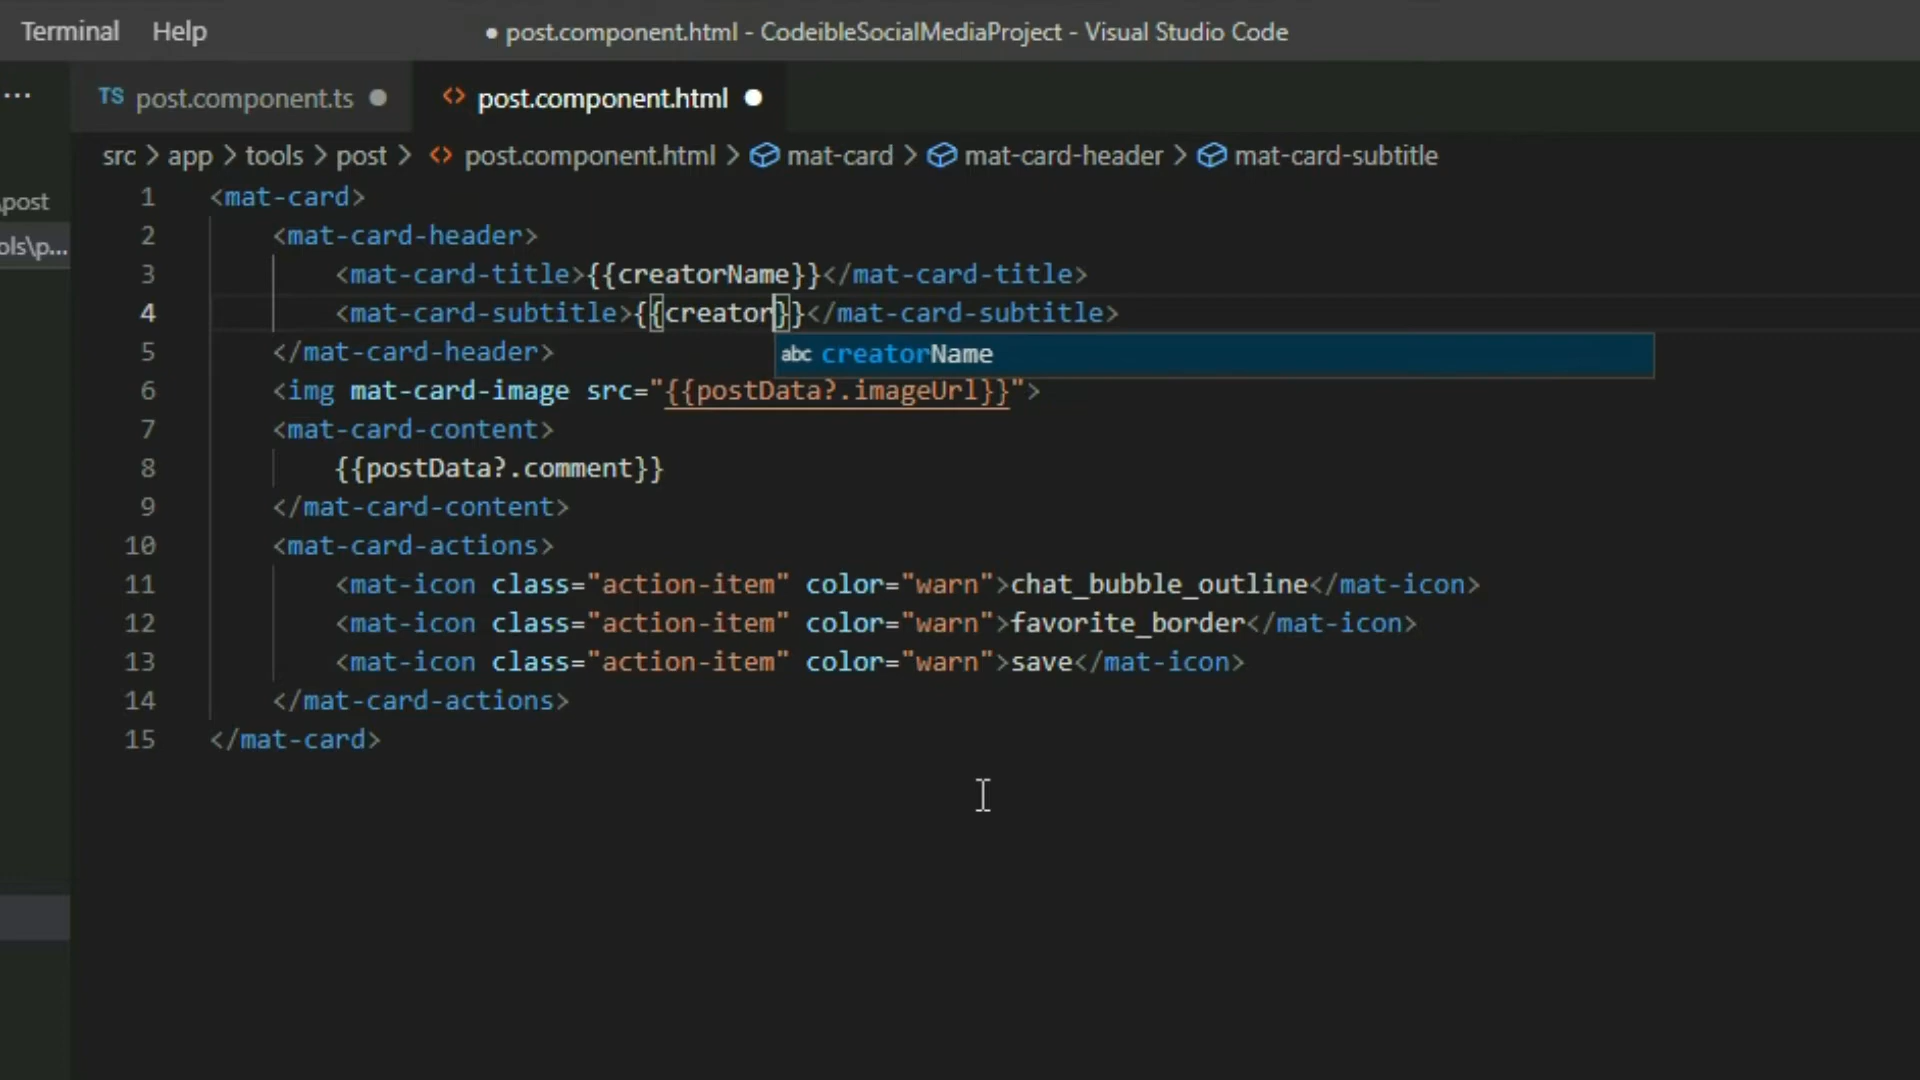 Terminal Help ● post.component.html - CodeibleSocialMediaProject - Visual Studio Code
... TS post.component.ts ● <> post.component.html ●
src > app > tools > post > <> post.component.html > mat-card > mat-card-header > mat-card-subtitle
\post
ols\p...
1 <mat-card>
2 <mat-card-header>
3 <mat-card-title>{{creatorName}}</mat-card-title>
4 <mat-card-subtitle>{{creator}}</mat-card-subtitle>
5 </mat-card-header>
abc creatorName
6 <img mat-card-image src="{{postData?.imageUrl}}">
7 <mat-card-content>
8 {{postData?.comment}}
9 </mat-card-content>
10 <mat-card-actions>
11 <mat-icon class="action-item" color="warn">chat_bubble_outline</mat-icon>
12 <mat-icon class="action-item" color="warn">favorite_border</mat-icon>
13 <mat-icon class="action-item" color="warn">save</mat-icon>
14 </mat-card-actions>
15 </mat-card>